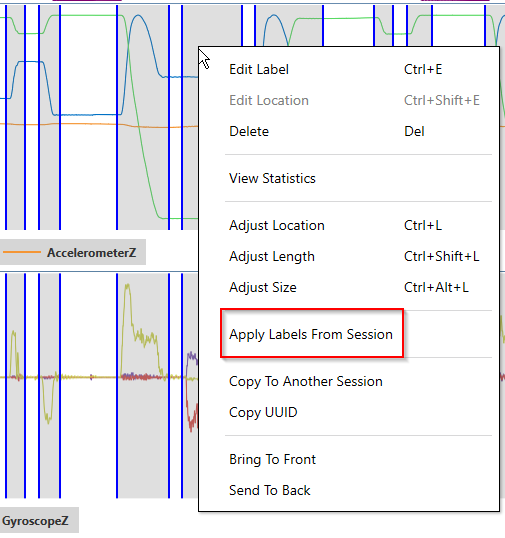 Edit Label Ctrl+E
Edit Location Ctrl+Shift+E
Delete Del
View Statistics
Adjust Location Ctrl+L
Adjust Length Ctrl+Shift+L
Adjust Size Ctrl+Alt+L
Apply Labels From Session
Copy To Another Session
Copy UUID
Bring To Front
Send To Back
AccelerometerZ
GyroscopeZ